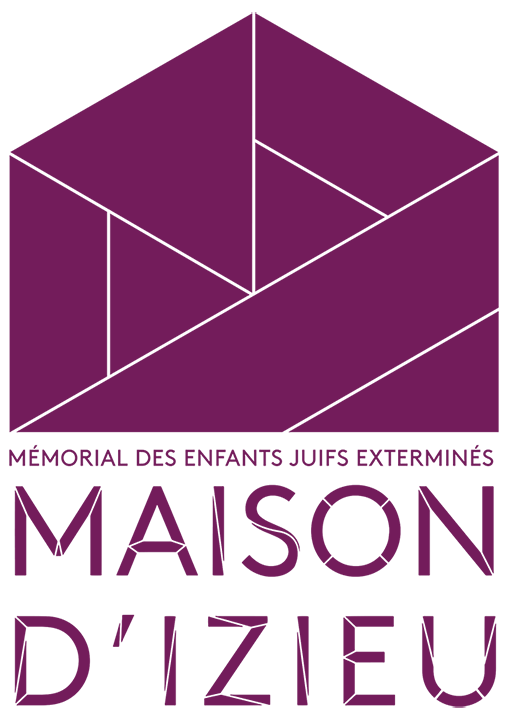 MÉMORIAL DES ENFANTS JUIFS EXTERMINÉS
MAISON
D'IZIEU